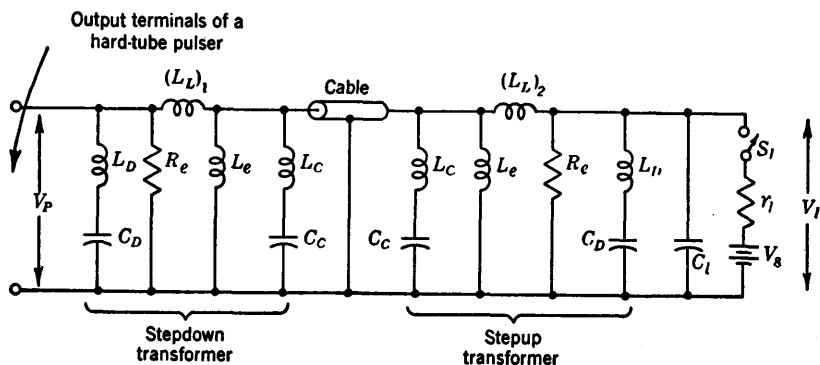 Output terminals of a
hard-tube pulser
(L_L)_1
Cable
(L_L)_2
L_D
R_e
L_e
L_C
L_C
L_e
R_e
L_D
S_l
V_P
r_l
V_l
C_D
C_C
C_C
C_D
C_l
V_s
Stepdown
transformer
Stepup
transformer